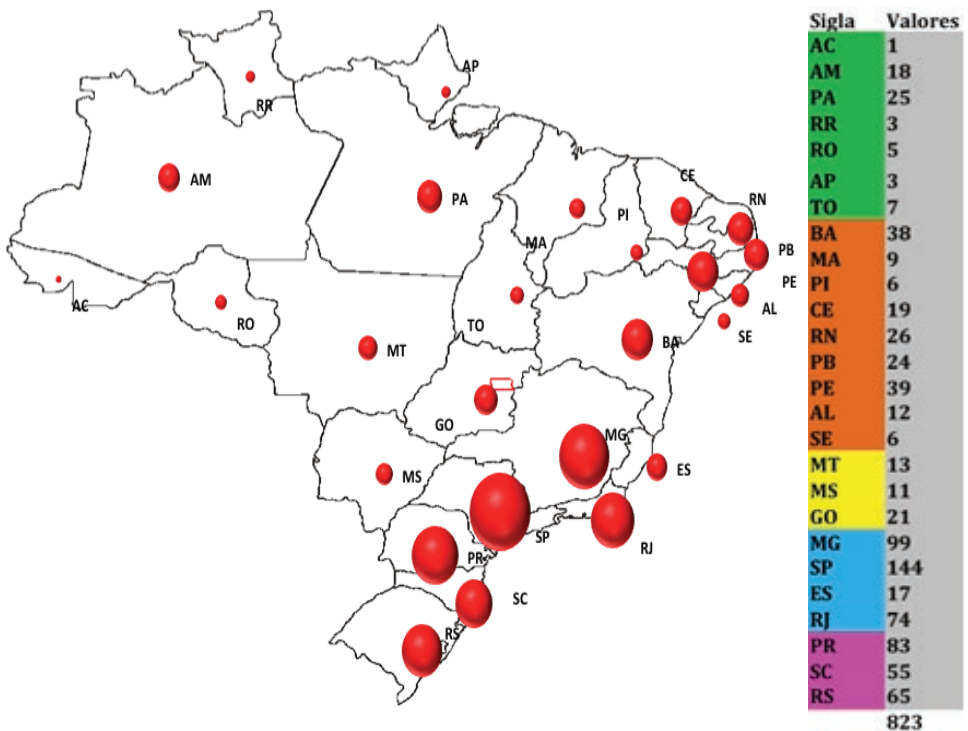 AP
RR
AM
PA
CE
PI
RN
MA
PB
PE
AC
RO
TO
AL
SE
MT
BA
GO
MG
MS
ES
SP
RJ
PR
SC
RS
Sigla Valores
AC 1
AM 18
PA 25
RR 3
RO 5
AP 3
TO 7
BA 38
MA 9
PI 6
CE 19
RN 26
PB 24
PE 39
AL 12
SE 6
MT 13
MS 11
GO 21
MG 99
SP 144
ES 17
RJ 74
PR 83
SC 55
RS 65
823